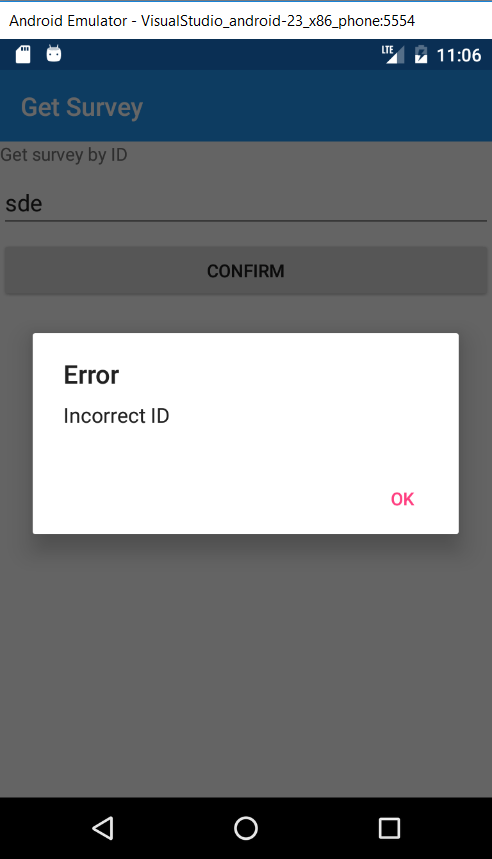 Android Emulator - VisualStudio_android-23_x86_phone:5554
LTE 11:06
Get Survey
Get survey by ID
sde
CONFIRM
Error
Incorrect ID
OK